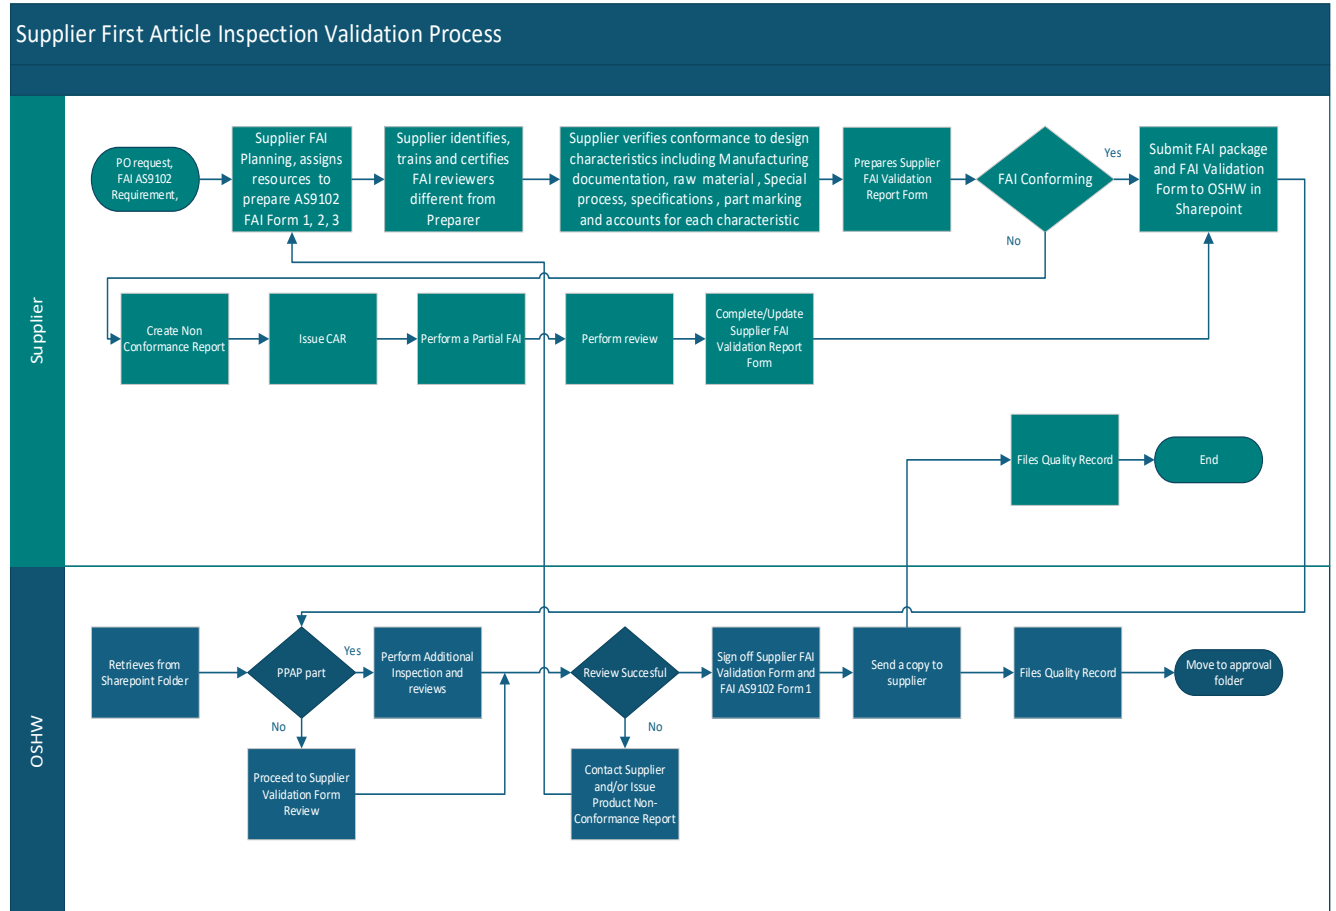 Supplier First Article Inspection Validation Process
Supplier
PO request,
FAI AS9102
Requirement,
Supplier FAI
Planning, assigns
resources to
prepare AS9102
FAI Form 1, 2, 3
Supplier identifies,
trains and certifies
FAI reviewers
different from
Preparer
Supplier verifies conformance to design
characteristics including Manufacturing
documentation, raw material , Special
process, specifications , part marking
and accounts for each characteristic
Prepares Supplier
FAI Validation
Report Form
FAI Conforming
Yes
No
Submit FAI package
and FAI Validation
Form to OSHW in
Sharepoint
Create Non
Conformance Report
Issue CAR
Perform a Partial FAI
Perform review
Complete/Update
Supplier FAI
Validation Report
Form
Files Quality Record
End
OSHW
Retrieves from
Sharepoint Folder
PPAP part
Yes
No
Perform Additional
Inspection and
reviews
Proceed to Supplier
Validation Form
Review
Review Succesful
No
Contact Supplier
and/or Issue
Product Non-
Conformance Report
Sign off Supplier FAI
Validation Form and
FAI AS9102 Form 1
Send a copy to
supplier
Files Quality Record
Move to approval
folder